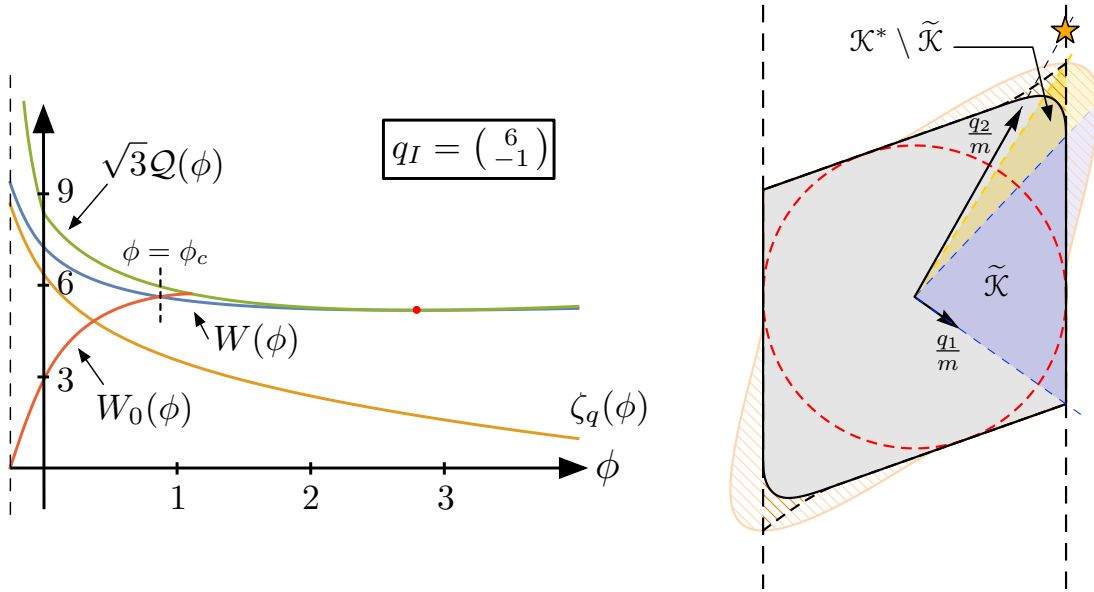 √3𝒬(ϕ)
q_I = (6 −1)
ϕ = ϕ_c
9
6
3
W(ϕ)
W_0(ϕ)
ζ_q(ϕ)
ϕ
1
2
3
𝒦* \ 𝒦̃
q_2/m
𝒦̃
q_1/m